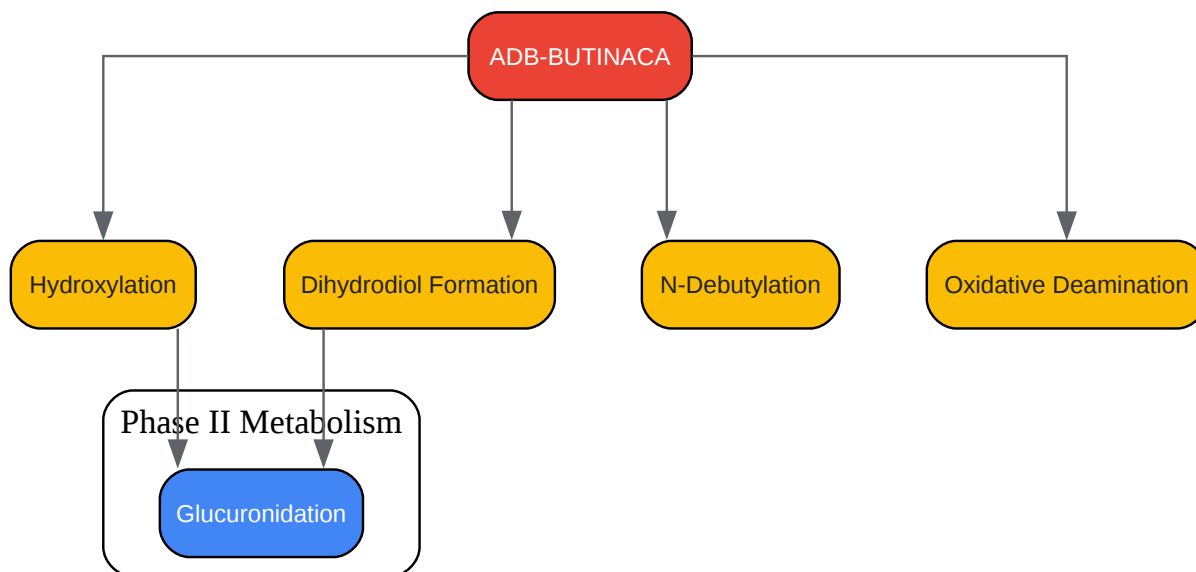 ADB-BUTINACA
Hydroxylation
Dihydrodiol Formation
N-Debutylation
Oxidative Deamination
Phase II Metabolism
Glucuronidation